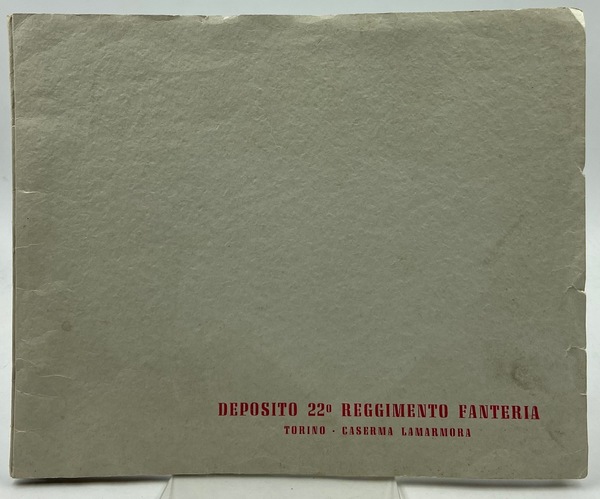 DEPOSITO 22º REGGIMENTO FANTERIA
TORINO - CASERMA LAMARMORA